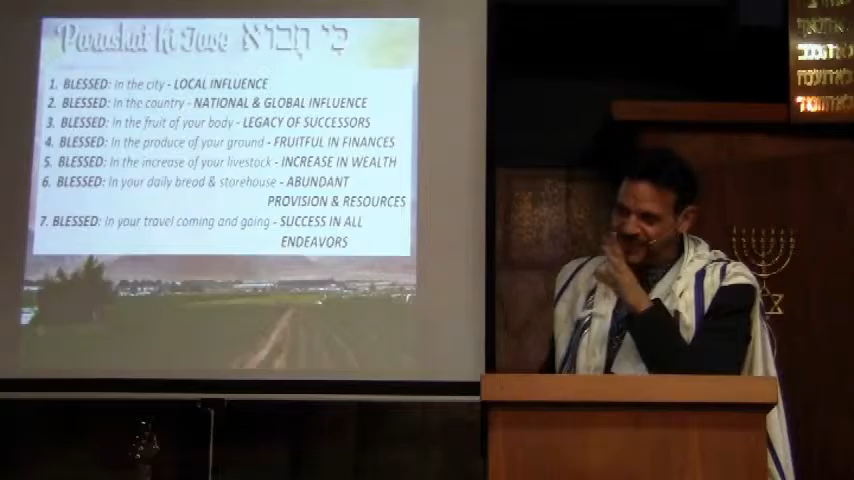 Parashat Ki Tavo כִּי תָבוֹא
1. BLESSED: In the city - LOCAL INFLUENCE
2. BLESSED: In the country - NATIONAL & GLOBAL INFLUENCE
3. BLESSED: In the fruit of your body - LEGACY OF SUCCESSORS
4. BLESSED: In the produce of your ground - FRUITFUL IN FINANCES
5. BLESSED: In the increase of your livestock - INCREASE IN WEALTH
6. BLESSED: In your daily bread & storehouse - ABUNDANT
PROVISION & RESOURCES
7. BLESSED: In your travel coming and going - SUCCESS IN ALL
ENDEAVORS